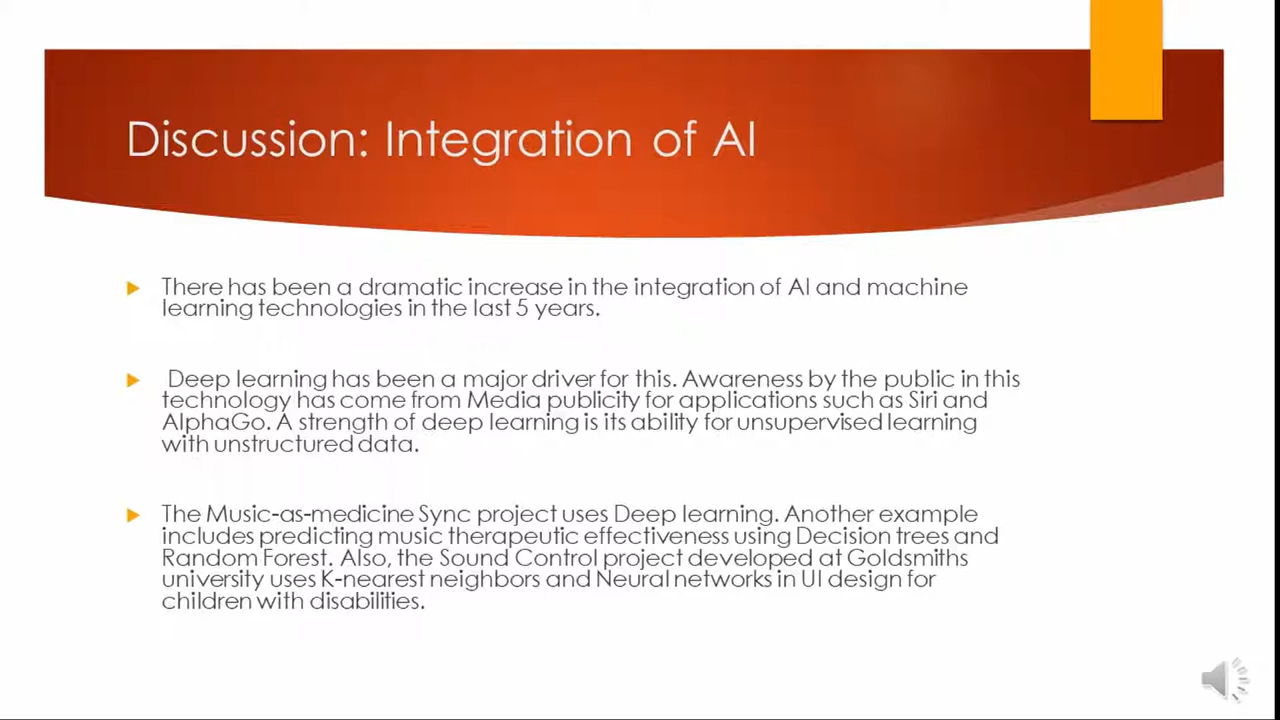 Discussion: Integration of AI
There has been a dramatic increase in the integration of AI and machine
learning technologies in the last 5 years.
Deep learning has been a major driver for this. Awareness by the public in this
technology has come from Media publicity for applications such as Siri and
AlphaGo. A strength of deep learning is its ability for unsupervised learning
with unstructured data.
The Music-as-medicine Sync project uses Deep learning. Another example
includes predicting music therapeutic effectiveness using Decision trees and
Random Forest. Also, the Sound Control project developed at Goldsmiths
university uses K-nearest neighbors and Neural networks in UI design for
children with disabilities.